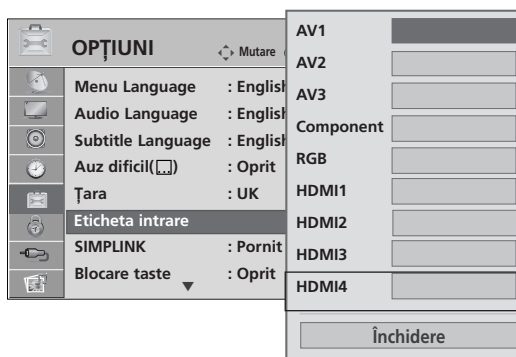 OPȚIUNI
Mutare
Menu Language : English
Audio Language : English
Subtitle Language : English
Auz dificil( ) : Oprit
Țara : UK
Eticheta intrare
SIMPLINK : Pornit
Blocare taste : Oprit
AV1
AV2
AV3
Component
RGB
HDMI1
HDMI2
HDMI3
HDMI4
Închidere